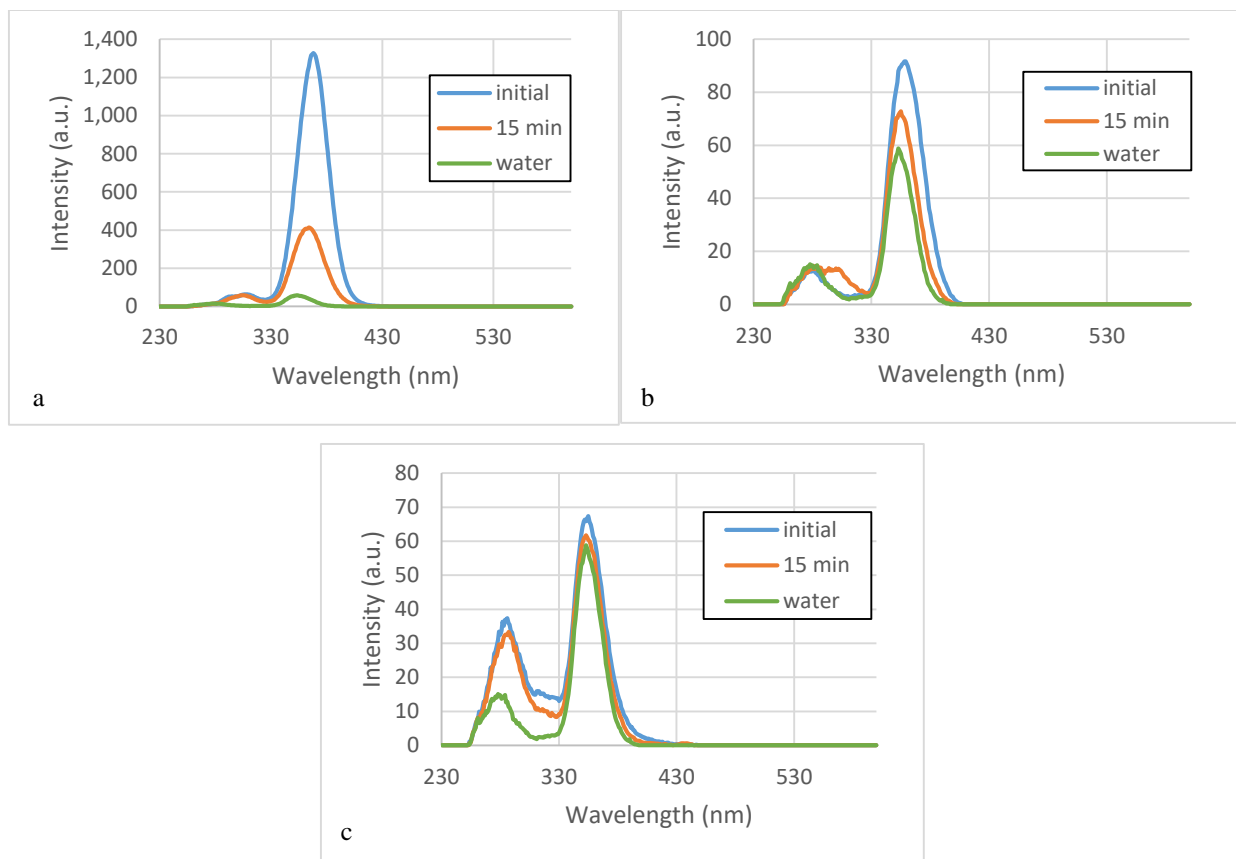 1,400
1,200
1,000
800
600
400
200
0
230
330
430
530
Intensity (a.u.)
Wavelength (nm)
initial
15 min
water
a
100
80
60
40
20
0
230
330
430
530
Intensity (a.u.)
Wavelength (nm)
initial
15 min
water
b
80
70
60
50
40
30
20
10
0
230
330
430
530
Intensity (a.u.)
Wavelength (nm)
initial
15 min
water
c